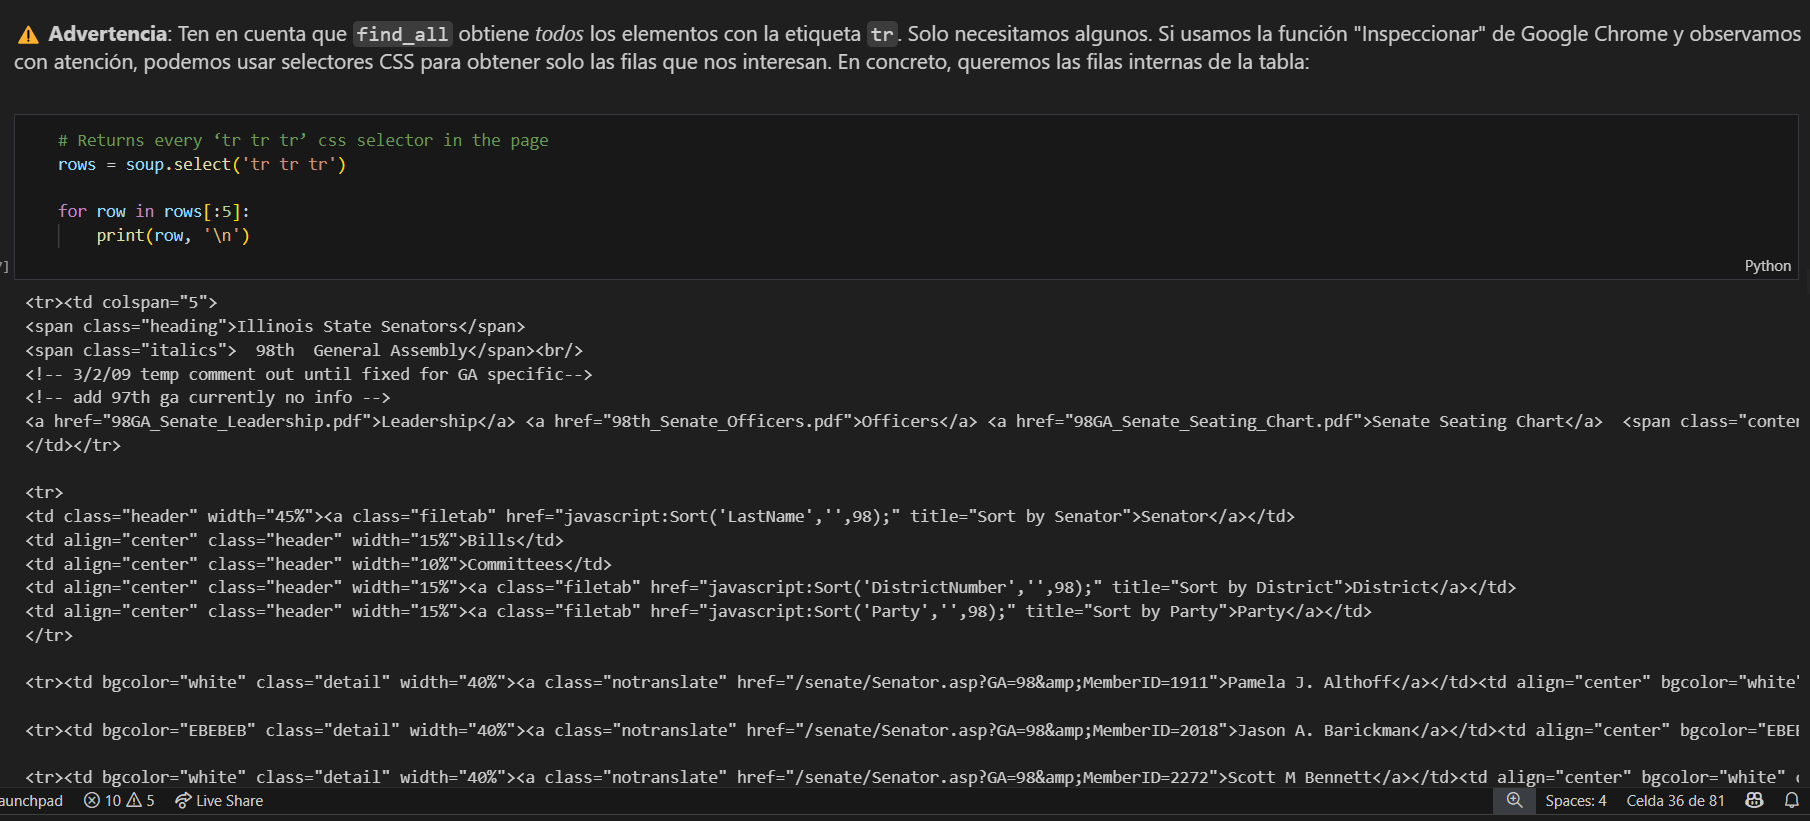 ⚠ Advertencia: Ten en cuenta que find_all obtiene todos los elementos con la etiqueta tr. Solo necesitamos algunos. Si usamos la función "Inspeccionar" de Google Chrome y observamos
con atención, podemos usar selectores CSS para obtener solo las filas que nos interesan. En concreto, queremos las filas internas de la tabla:
# Returns every ‘tr tr tr’ css selector in the page
rows = soup.select('tr tr tr')
for row in rows[:5]:
    print(row, '\n')
]
Python
<tr><td colspan="5">
<span class="heading">Illinois State Senators</span>
<span class="italics">  98th  General Assembly</span><br/>
<!-- 3/2/09 temp comment out until fixed for GA specific-->
<!-- add 97th ga currently no info -->
<a href="98GA_Senate_Leadership.pdf">Leadership</a> <a href="98th_Senate_Officers.pdf">Officers</a> <a href="98GA_Senate_Seating_Chart.pdf">Senate Seating Chart</a>  <span class="conter
</td></tr>
<tr>
<td class="header" width="45%"><a class="filetab" href="javascript:Sort('LastName','',98);" title="Sort by Senator">Senator</a></td>
<td align="center" class="header" width="15%">Bills</td>
<td align="center" class="header" width="10%">Committees</td>
<td align="center" class="header" width="15%"><a class="filetab" href="javascript:Sort('DistrictNumber','',98);" title="Sort by District">District</a></td>
<td align="center" class="header" width="15%"><a class="filetab" href="javascript:Sort('Party','',98);" title="Sort by Party">Party</a></td>
</tr>
<tr><td bgcolor="white" class="detail" width="40%"><a class="notranslate" href="/senate/Senator.asp?GA=98&amp;MemberID=1911">Pamela J. Althoff</a></td><td align="center" bgcolor="white"
<tr><td bgcolor="EBEBEB" class="detail" width="40%"><a class="notranslate" href="/senate/Senator.asp?GA=98&amp;MemberID=2018">Jason A. Barickman</a></td><td align="center" bgcolor="EBEE
<tr><td bgcolor="white" class="detail" width="40%"><a class="notranslate" href="/senate/Senator.asp?GA=98&amp;MemberID=2272">Scott M Bennett</a></td><td align="center" bgcolor="white" c
aunchpad 10 5 Live Share Spaces: 4 Celda 36 de 81